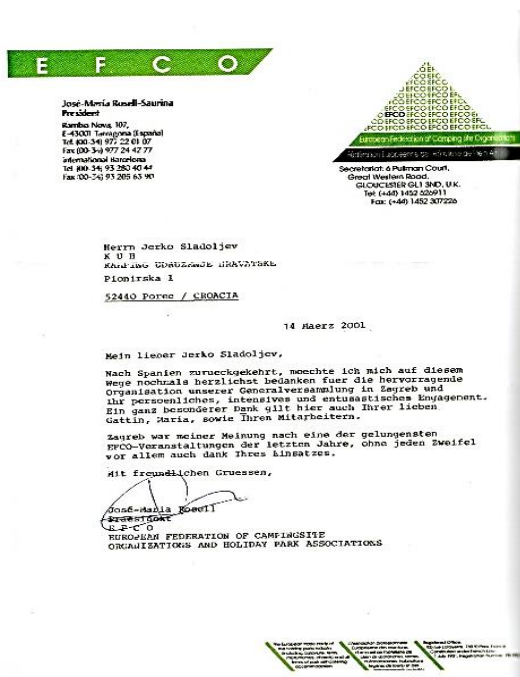 E F C O
José-María Rosell-Saurina
President
Rambla Nova, 107,
E-43001 Tarragona (España)
Tel. (00-34) 977 22 01 07
Fax (00-34) 977 24 42 77
International Barcelona
Tel. (00-34) 93 280 40 44
Fax (00-34) 93 205 63 90
EFCO
European Federation of Camping Site Organisations
Secretariat: 6 Pullman Court,
Great Western Road,
GLOUCESTER GL1 3ND, U.K.
Tel: (+44) 1452 526911
Fax: (+44) 1452 307226
Herrn Jerko Sladoljev
K U H
KAMPING UDRUZENJE HRVATSKE
Pionirska 1
52440 Porec / CROACIA
14 Maerz 2001
Mein lieber Jerko Sladoljev,
Nach Spanien zurueckgekehrt, moechte ich mich auf diesem
Wege nochmals herzlichst bedanken fuer die hervorragende
Organisation unserer Generalversammlung in Zagreb und
Ihr persoenliches, intensives und entusastisches Engagement.
Ein ganz besonderer Dank gilt hier auch Ihrer lieben
Gattin, Maria, sowie Ihren Mitarbeitern.
Zagreb war meiner Meinung nach eine der gelungensten
EFCO-Veranstaltungen der letzten Jahre, ohne jeden Zweifel
vor allem auch dank Ihres Einsatzes.
Mit freundlichen Gruessen,
José-Maria Rosell
Praesident
E F C O
EUROPEAN FEDERATION OF CAMPINGSITE
ORGANIZATIONS AND HOLIDAY PARK ASSOCIATIONS